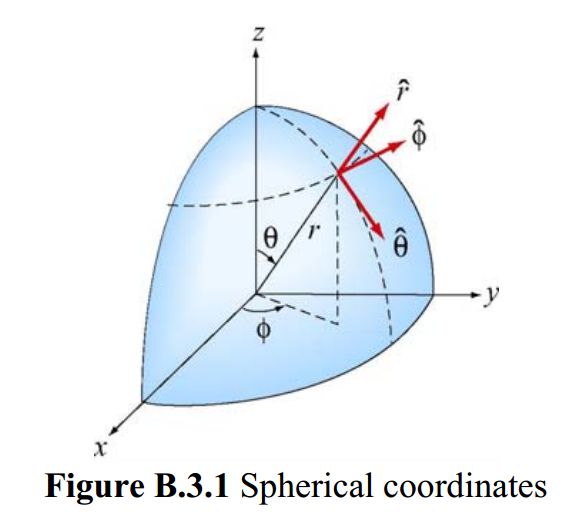 z
r̂
ϕ̂
θ
r
θ̂
y
ϕ
x
Figure B.3.1 Spherical coordinates